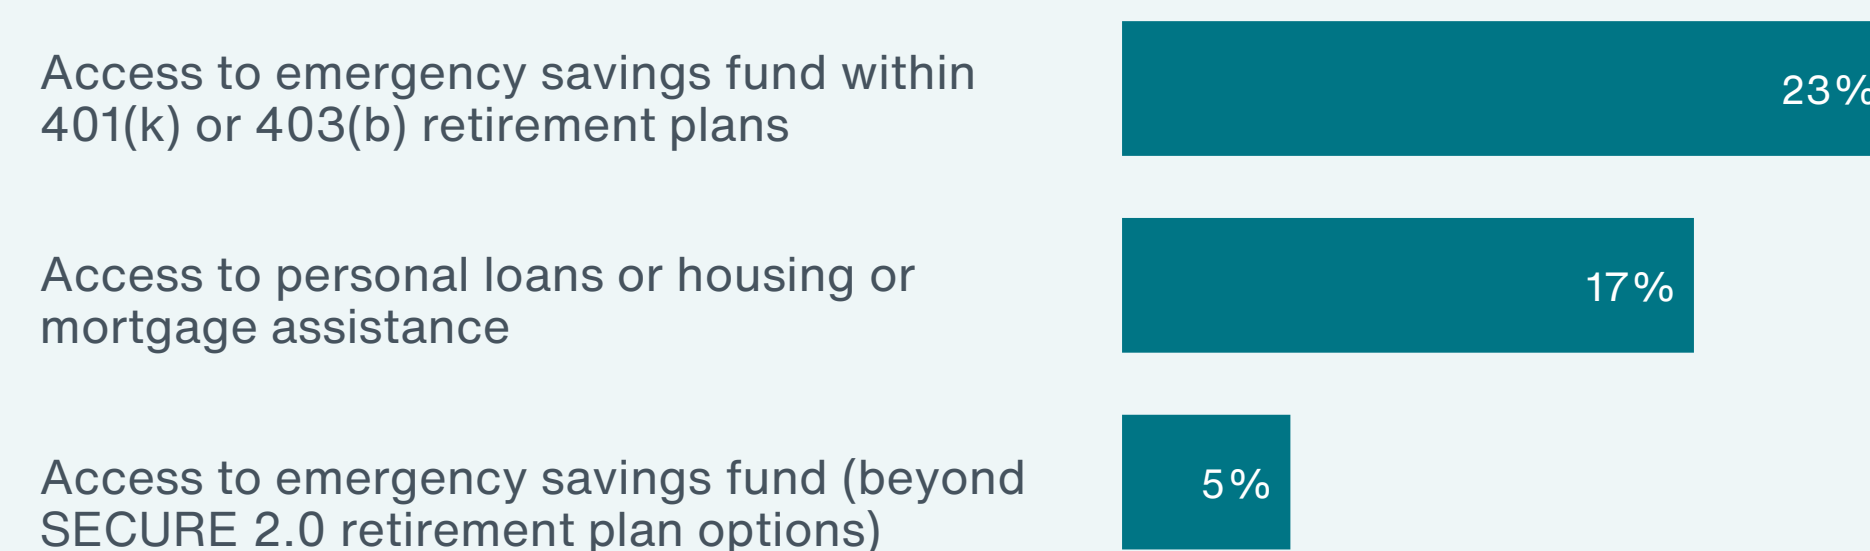 Access to emergency savings fund within
401(k) or 403(b) retirement plans
23%
Access to personal loans or housing or
mortgage assistance
17%
Access to emergency savings fund (beyond
SECURE 2.0 retirement plan options)
5%